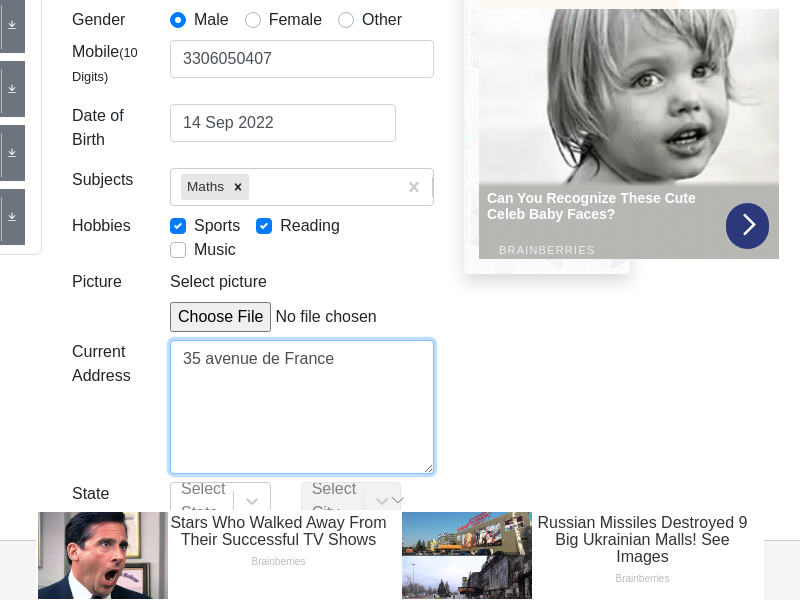 Gender
Male
Female
Other
Mobile(10 Digits)
3306050407
Date of Birth
14 Sep 2022
Subjects
Maths
Hobbies
Sports
Reading
Music
Picture
Select picture
Choose File No file chosen
Current Address
35 avenue de France
State
Select
Select
Can You Recognize These Cute
Celeb Baby Faces?
BRAINBERRIES
Stars Who Walked Away From
Their Successful TV Shows
Brainberries
Russian Missiles Destroyed 9
Big Ukrainian Malls! See
Images
Brainberries